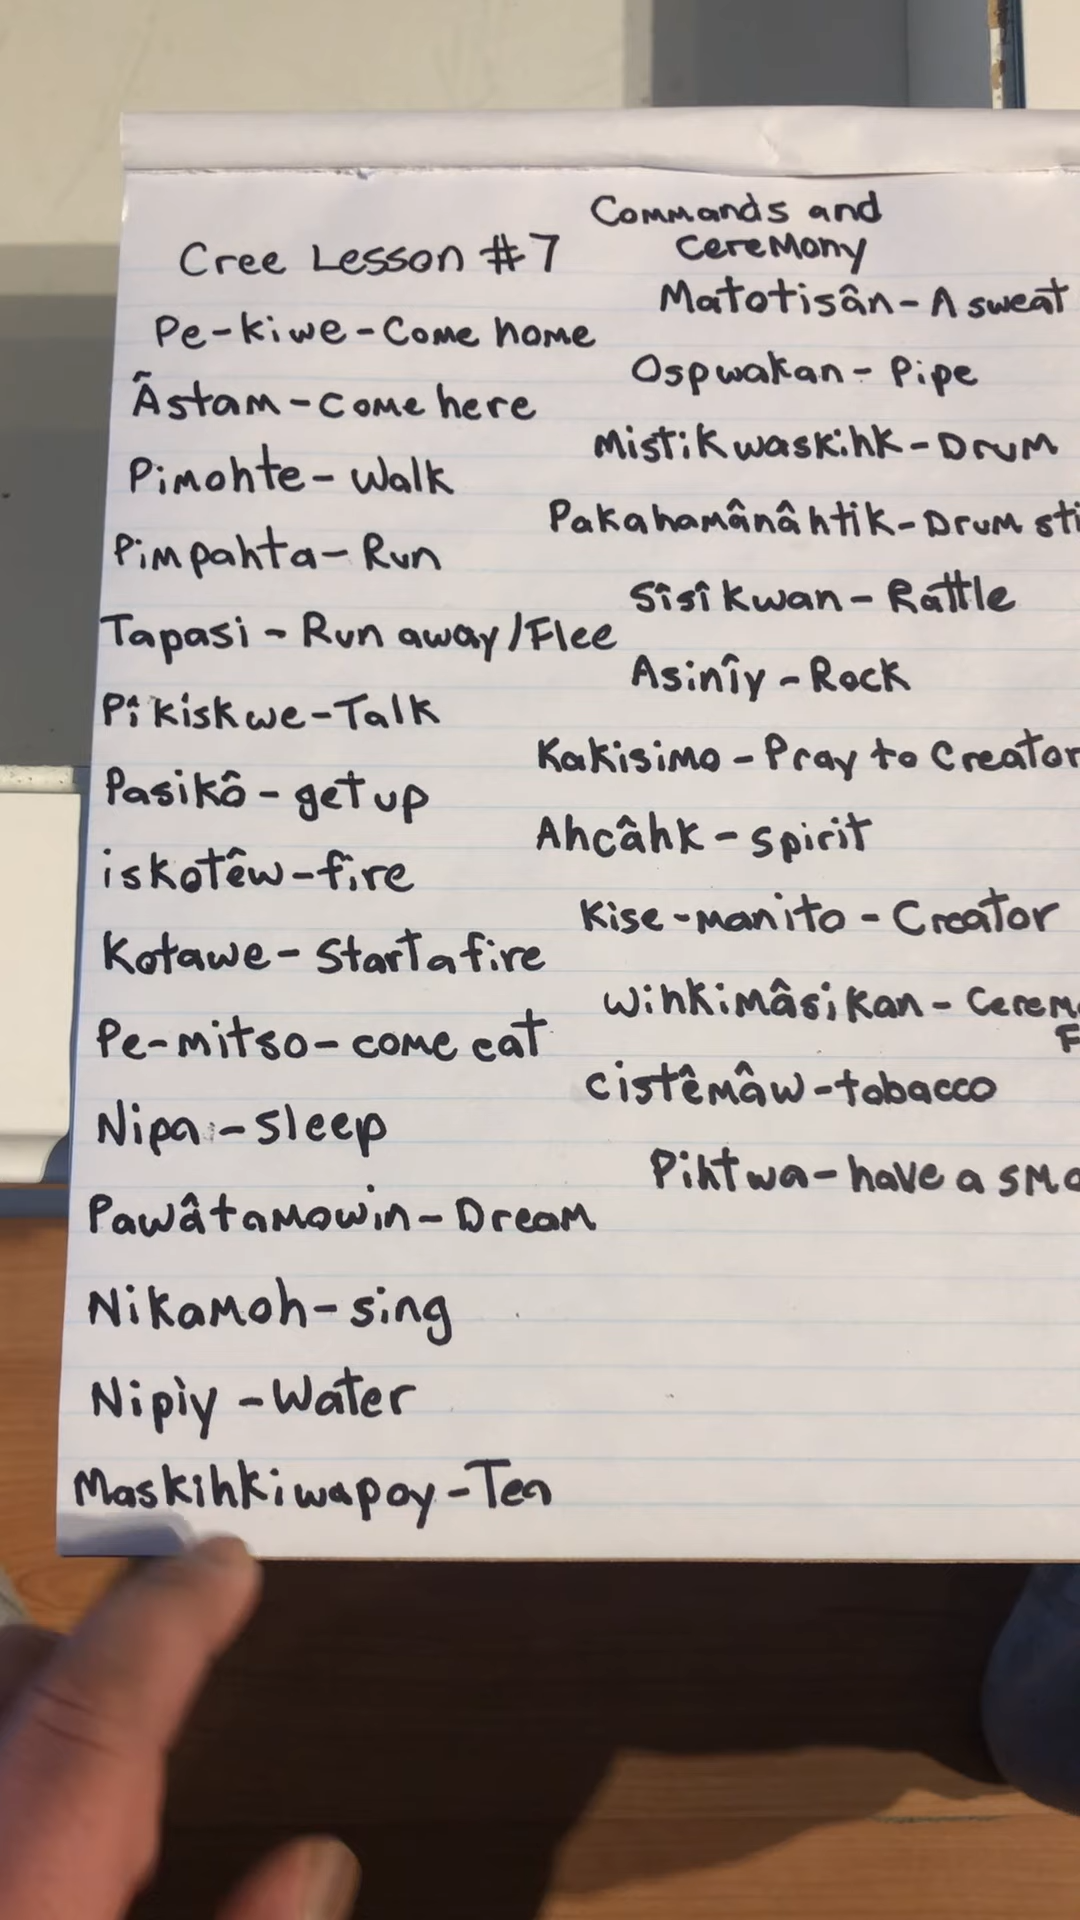 Cree Lesson #7
Pe-kiwe-Come home
Âstam-come here
Pimohte-Walk
Pimpahta-Run
Tapasi-Run away/Flee
Pîkiskwe-Talk
Pasikô-get up
iskotêw-fire
Kotawe-Start a fire
Pe-mitso-come eat
Nipa-sleep
Pawâtamowin-Dream
Nikamoh-sing
Nipiy-Water
Maskihkiwapoy-Tea
Commands and
Ceremony
Matotisân-A sweat
Ospwakan-Pipe
Mistikwaskihk-Drum
Pakahamânâhtik-Drum
Sîsîkwan-Rattle
Asinîy-Rock
Kakisimo-Pray to Creator
Ahcâhk-spirit
Kise-manito-Creator
Wihkimâsikan-
Cistêmâw-tobacco
Pihtwa-have a